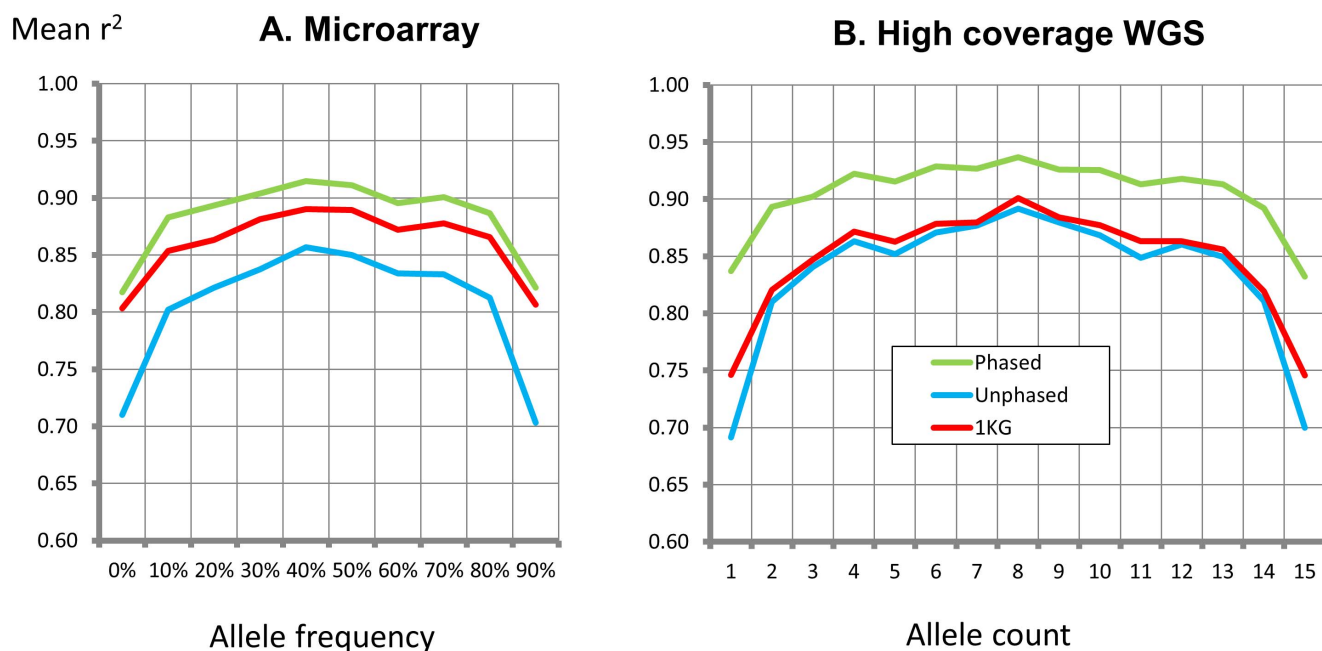 Mean r²
A. Microarray
1.00
0.95
0.90
0.85
0.80
0.75
0.70
0.65
0.60
0% 10% 20% 30% 40% 50% 60% 70% 80% 90%
Allele frequency
B. High coverage WGS
1.00
0.95
0.90
0.85
0.80
0.75
0.70
0.65
0.60
Phased
Unphased
1KG
1 2 3 4 5 6 7 8 9 10 11 12 13 14 15
Allele count